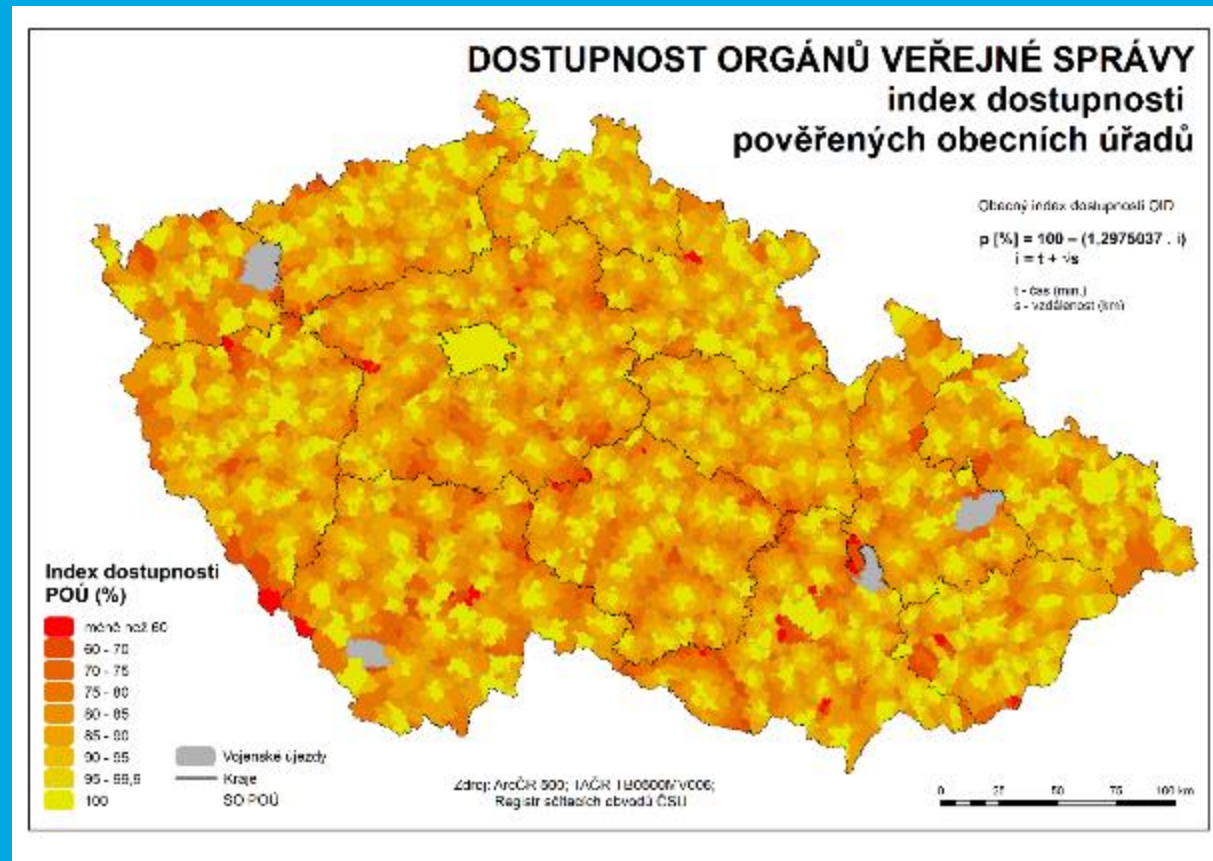 DOSTUPNOST ORGÁNŮ VEŘEJNÉ SPRÁVY
index dostupnosti
pověřených obecních úřadů
Obecný index dostupnosti OID
p [%] = 100 – (1,2975037 . i)
i = t + √s
t - čas (min.)
s - vzdálenost (km)
Index dostupnosti
POÚ (%)
méně než 60
60 - 70
70 - 75
75 - 80
80 - 85
85 - 90
90 - 95
95 - 99,9
100
Vojenské újezdy
Kraje
SO POÚ
Zdroj: ArcČR 500; TAČR
Registr sčítacích obvodů ČSÚ
0 25 50 75 100 km